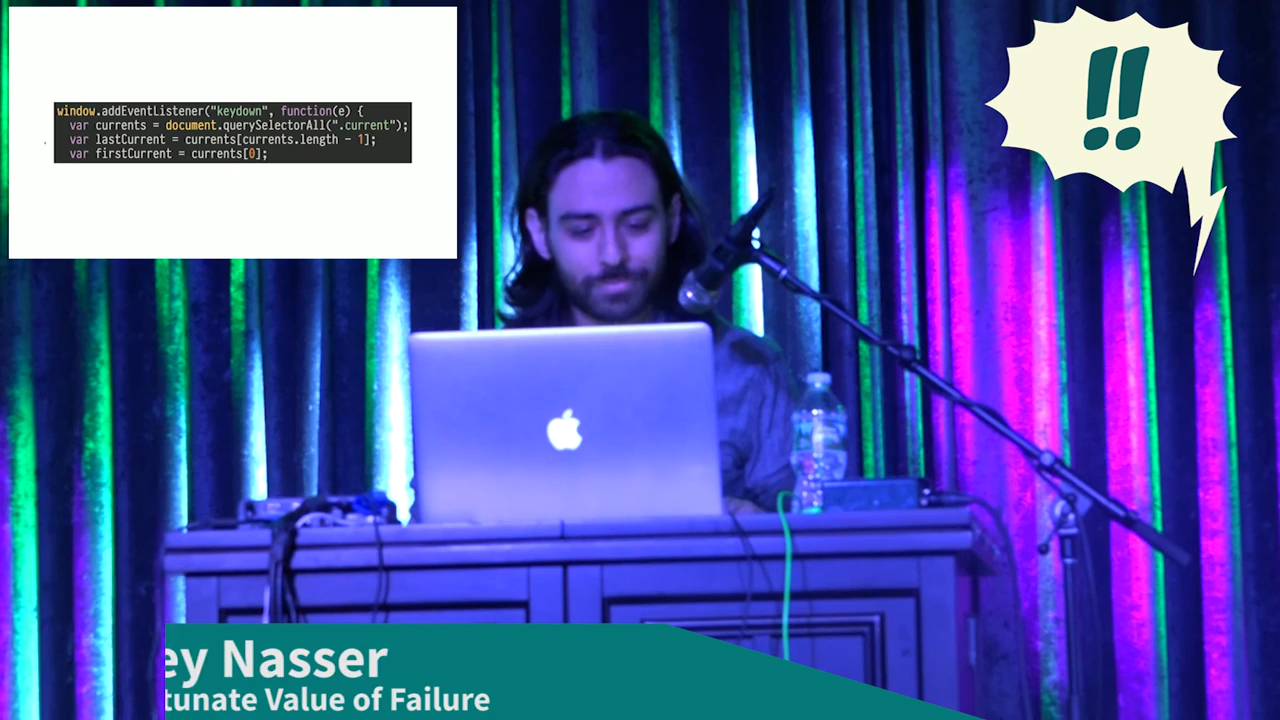 window.addEventListener("keydown", function(e) {
var currents = document.querySelectorAll(".current");
var lastCurrent = currents[currents.length - 1];
var firstCurrent = currents[0];
!!
ey Nasser
tunate Value of Failure